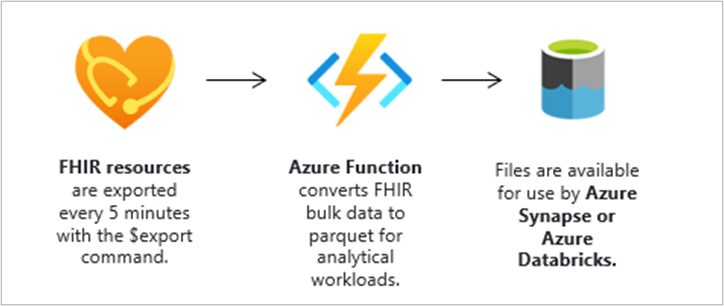 FHIR resources
are exported
every 5 minutes
with the $export
command.
Azure Function
converts FHIR
bulk data to
parquet for
analytical
workloads.
Files are available
for use by Azure
Synapse or
Azure
Databricks.